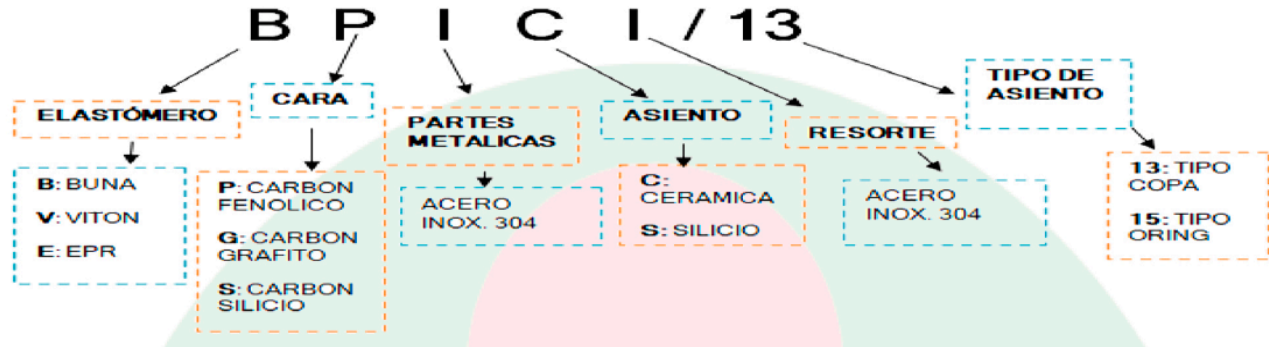 B P I C I / 13
ELASTÓMERO
B: BUNA
V: VITON
E: EPR
CARA
P: CARBON
FENOLICO
G: CARBON
GRAFITO
S: CARBON
SILICIO
PARTES
METALICAS
ACERO
INOX. 304
ASIENTO
C:
CERAMICA
S: SILICIO
RESORTE
ACERO
INOX. 304
TIPO DE
ASIENTO
13: TIPO
COPA
15: TIPO
ORING